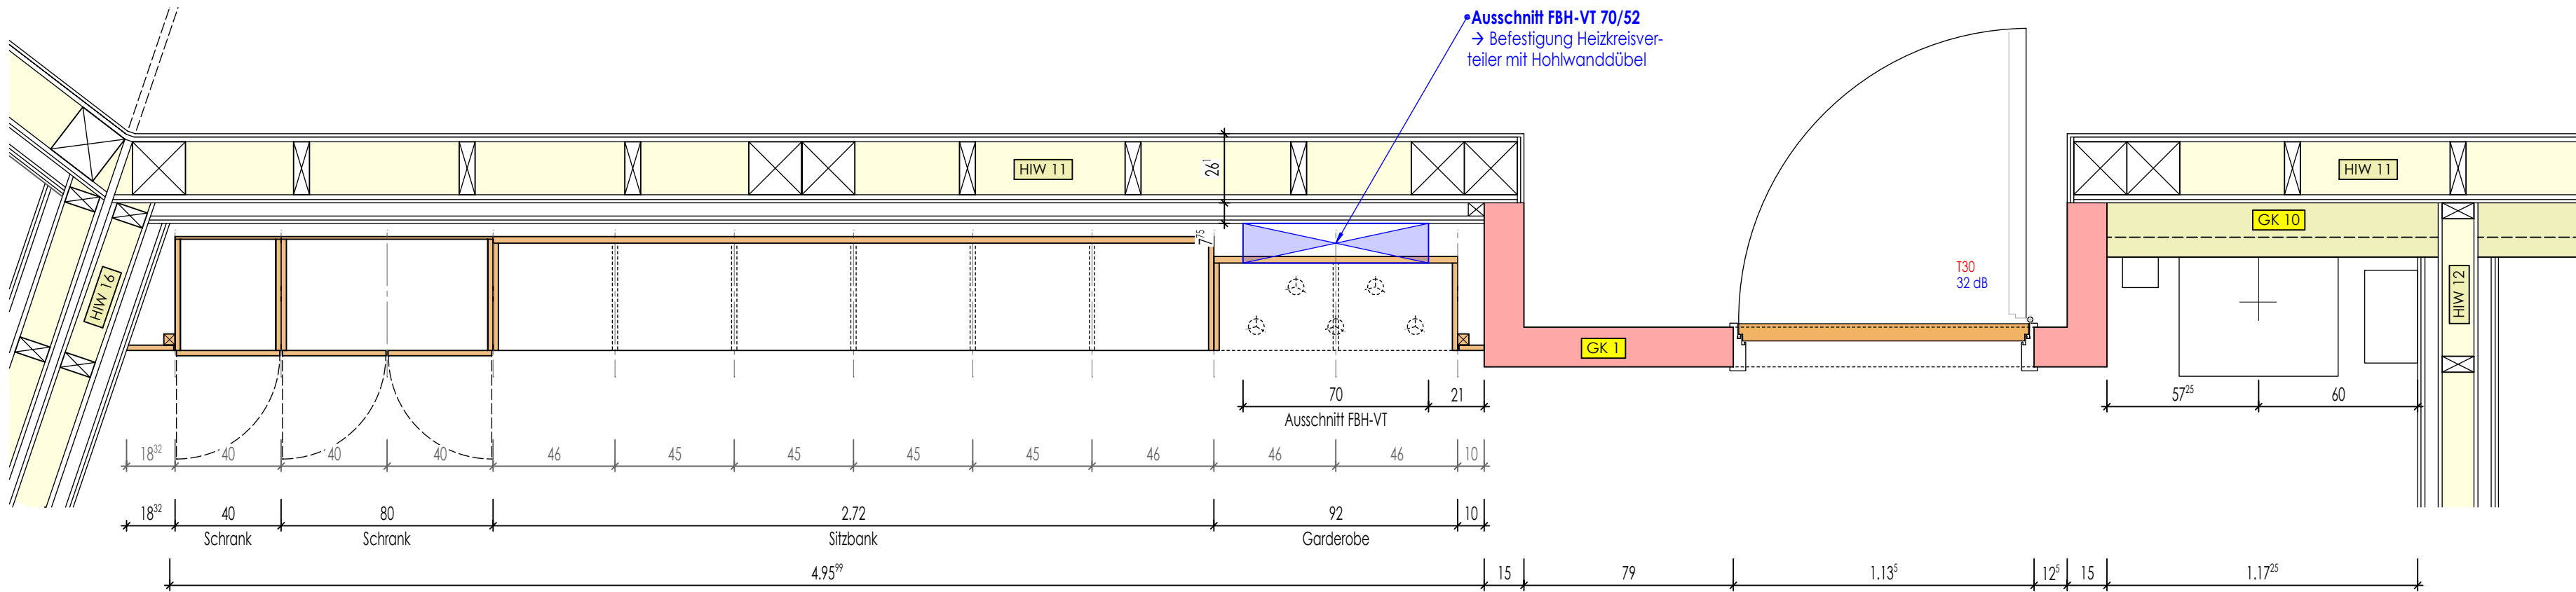 Ausschnitt FBH-VT 70/52
→ Befestigung Heizkreisver-
teiler mit Hohlwanddübel
HIW 11
26¹
HIW 11
GK 10
7⁷⁵
HIW 16
T30
32 dB
HIW 12
GK 1
70 21
Ausschnitt FBH-VT
57²⁵ 60
18³² 40 40 40 46 45 45 45 45 46 46 46 10
18³² 40 80 2.72 92 10
Schrank Schrank Sitzbank Garderobe
4.95⁹⁹ 15 79 1.13⁵ 12⁵ 15 1.17²⁵